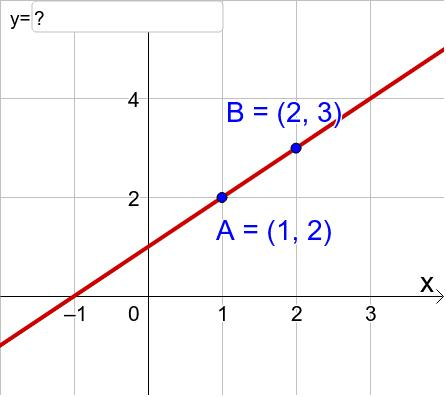 y= ?
4
B = (2, 3)
2
A = (1, 2)
x
–1 0 1 2 3